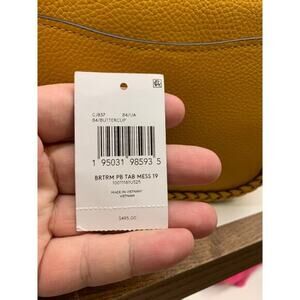 CJ837 B4/UA
B4/BUTTERCUP
1 95031 98593 5
BRTRM PB TAB MESS 19
MADE IN VIETNAM
VIETNAM
$495.00